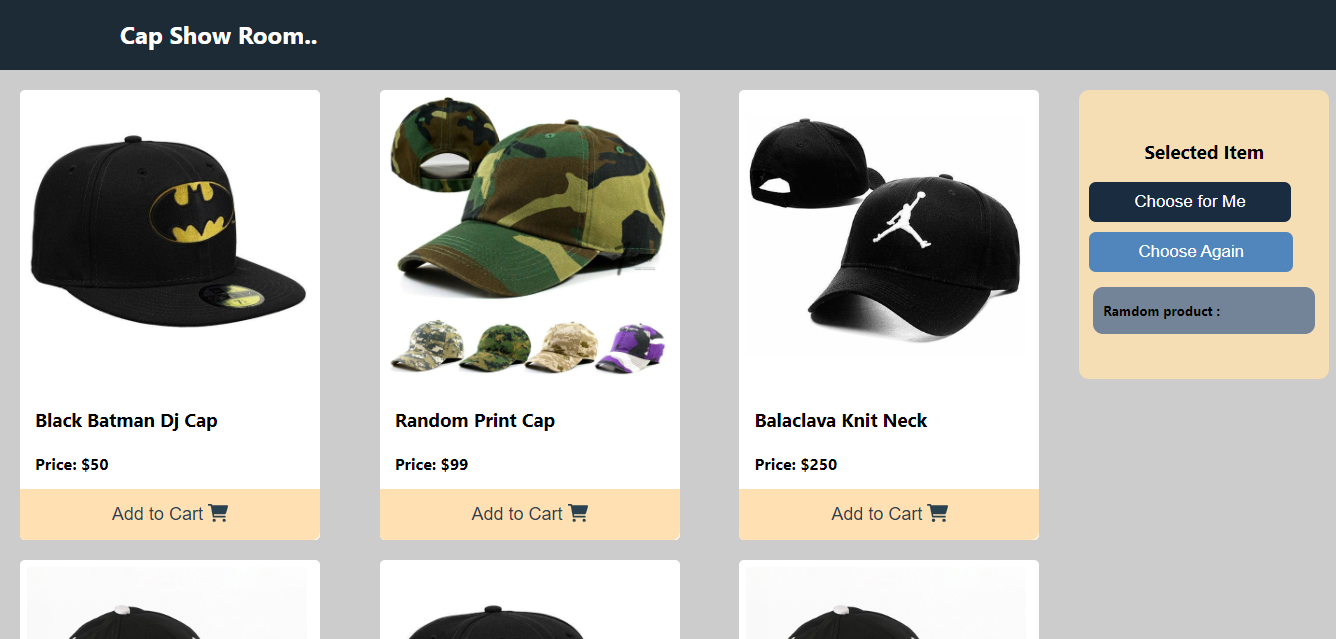 Cap Show Room..
Black Batman Dj Cap
Price: $50
Add to Cart
Random Print Cap
Price: $99
Add to Cart
Balaclava Knit Neck
Price: $250
Add to Cart
Selected Item
Choose for Me
Choose Again
Ramdom product :